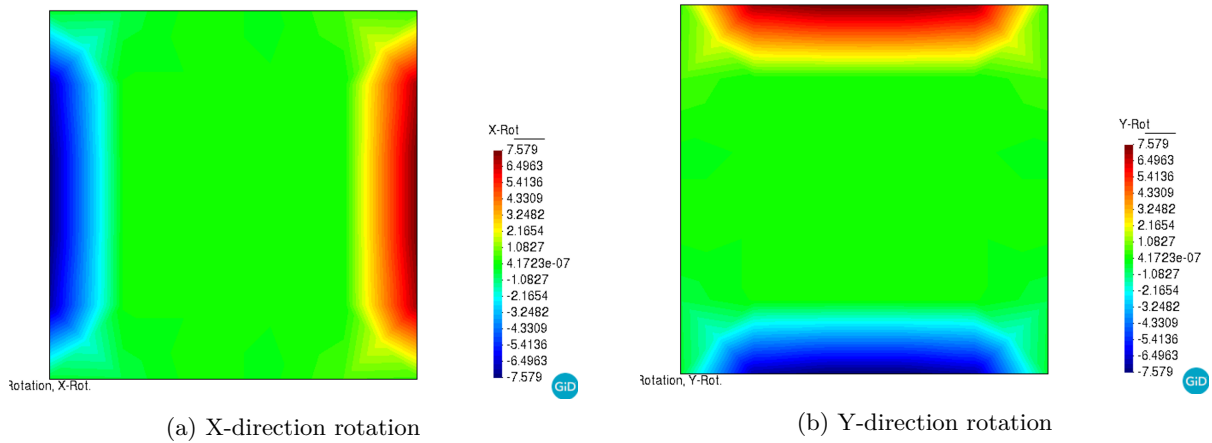 X-Rot
7.579
6.4963
5.4136
4.3309
3.2482
2.1654
1.0827
4.1723e-07
-1.0827
-2.1654
-3.2482
-4.3309
-5.4136
-6.4963
-7.579
Rotation, X-Rot.
GiD
(a) X-direction rotation
Y-Rot
7.579
6.4963
5.4136
4.3309
3.2482
2.1654
1.0827
4.1723e-07
-1.0827
-2.1654
-3.2482
-4.3309
-5.4136
-6.4963
-7.579
Rotation, Y-Rot.
GiD
(b) Y-direction rotation